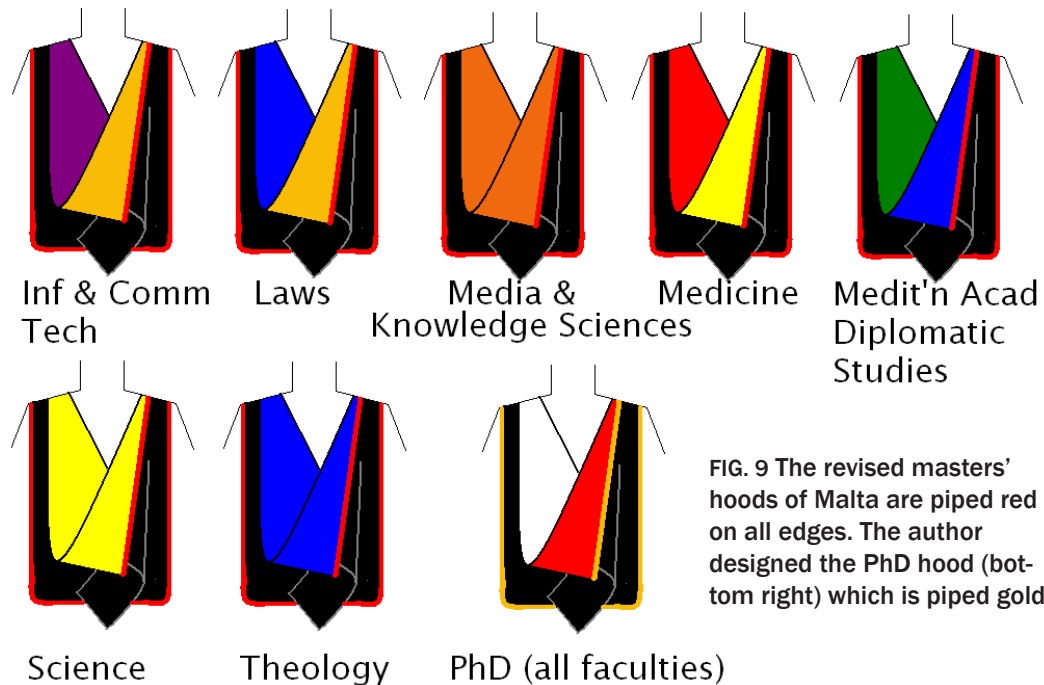 Inf & Comm
Tech
Laws
Media &
Knowledge Sciences
Medicine
Medit'n Acad
Diplomatic
Studies
Science
Theology
PhD (all faculties)
FIG. 9 The revised masters’
hoods of Malta are piped red
on all edges. The author
designed the PhD hood (bot-
tom right) which is piped gold